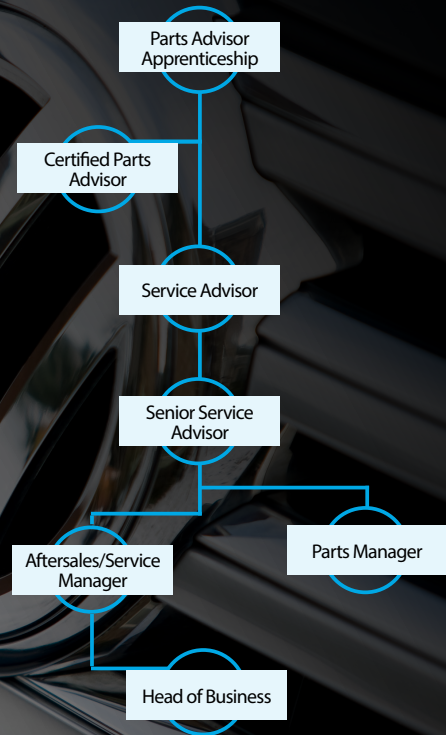 Parts Advisor
Apprenticeship
Certified Parts
Advisor
Service Advisor
Senior Service
Advisor
Aftersales/Service
Manager
Parts Manager
Head of Business